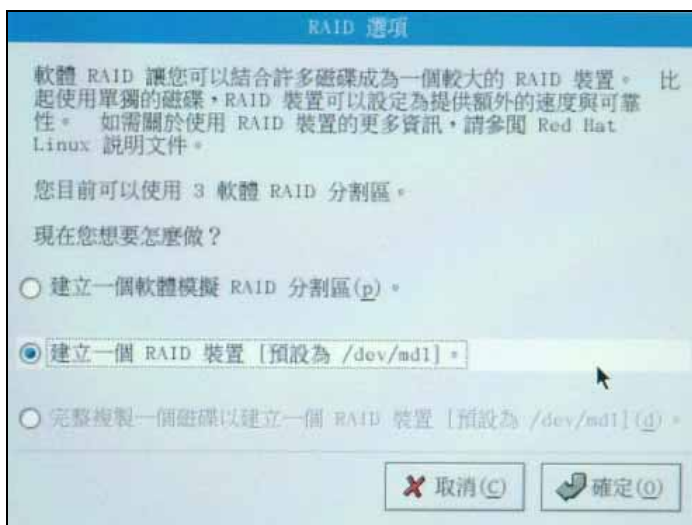 RAID 選項
軟體 RAID 讓您可以結合許多磁碟成為一個較大的 RAID 裝置。 比
起使用單獨的磁碟，RAID 裝置可以設定為提供額外的速度與可靠
性。 如需關於使用 RAID 裝置的更多資訊，請參閱 Red Hat
Linux 說明文件。
您目前可以使用 3 軟體 RAID 分割區。
現在您想要怎麼做？
建立一個軟體模擬 RAID 分割區(p)。
建立一個 RAID 裝置 [預設為 /dev/md1]。
完整複製一個磁碟以建立一個 RAID 裝置 [預設為 /dev/md1](d)。
取消(C) 確定(O)